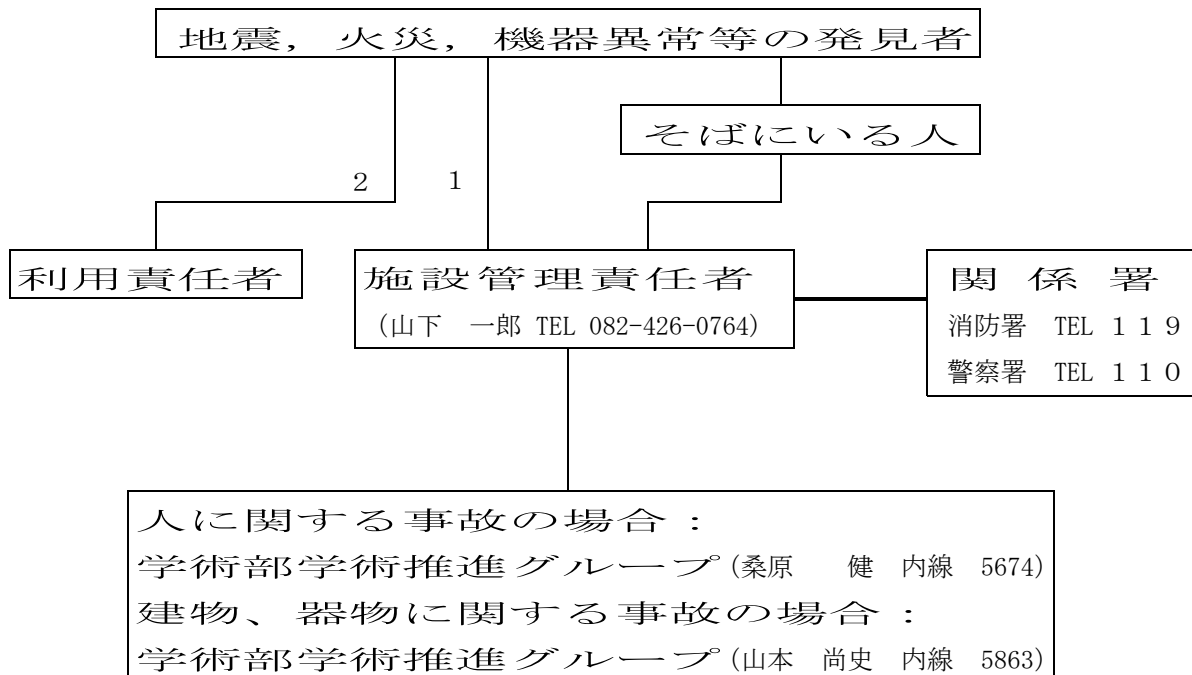 地震，火災，機器異常等の発見者
そばにいる人
2 1
利用責任者
施設管理責任者
(山下　一郎 TEL 082-426-0764)
関　係　署
消防署　TEL １１９
警察署　TEL １１０
人に関する事故の場合：
学術部学術推進グループ(桑原　健　内線　5674)
建物、器物に関する事故の場合：
学術部学術推進グループ(山本　尚史　内線　5863)